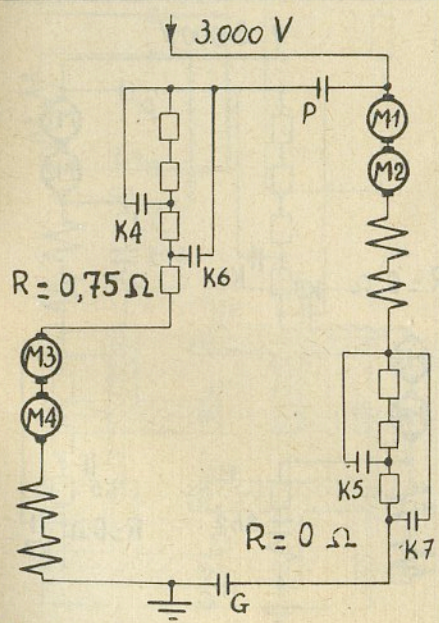 3.000 V
P
M1
M2
K4
K6
R = 0,75 Ω
M3
M4
K5
R = 0 Ω
K7
G